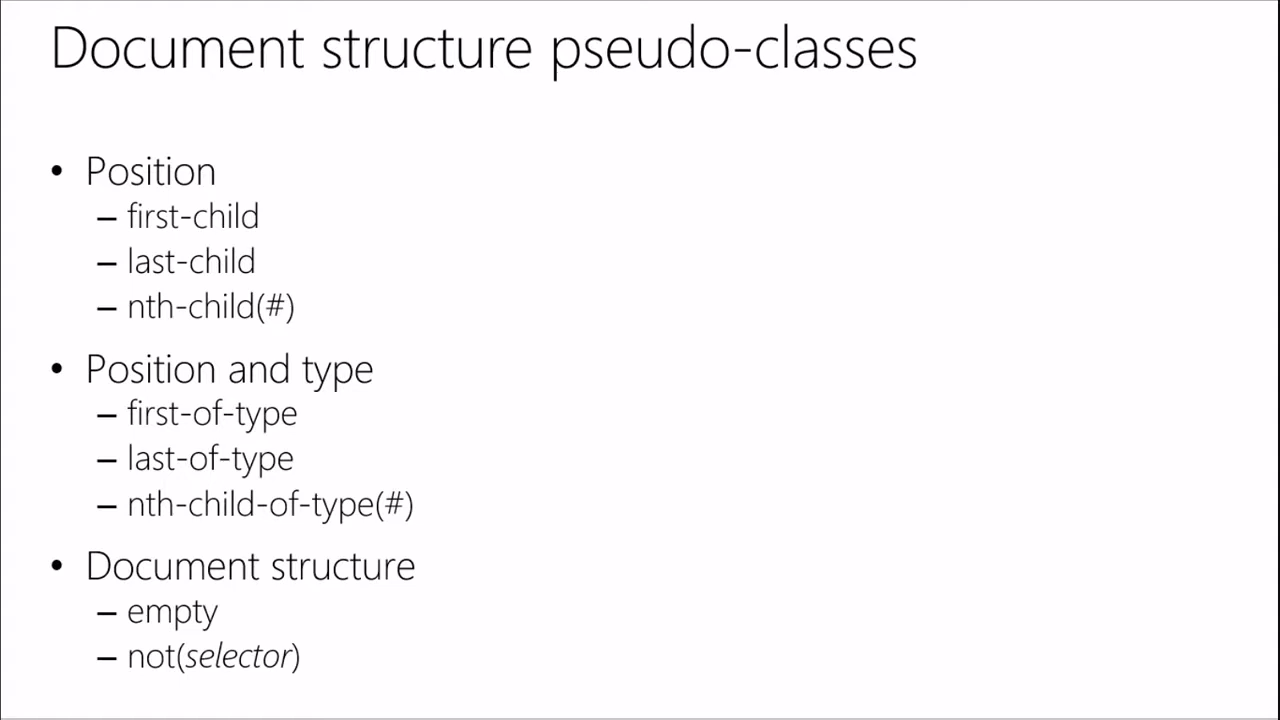 Document structure pseudo-classes
• Position
– first-child
– last-child
– nth-child(#)
• Position and type
– first-of-type
– last-of-type
– nth-child-of-type(#)
• Document structure
– empty
– not(selector)